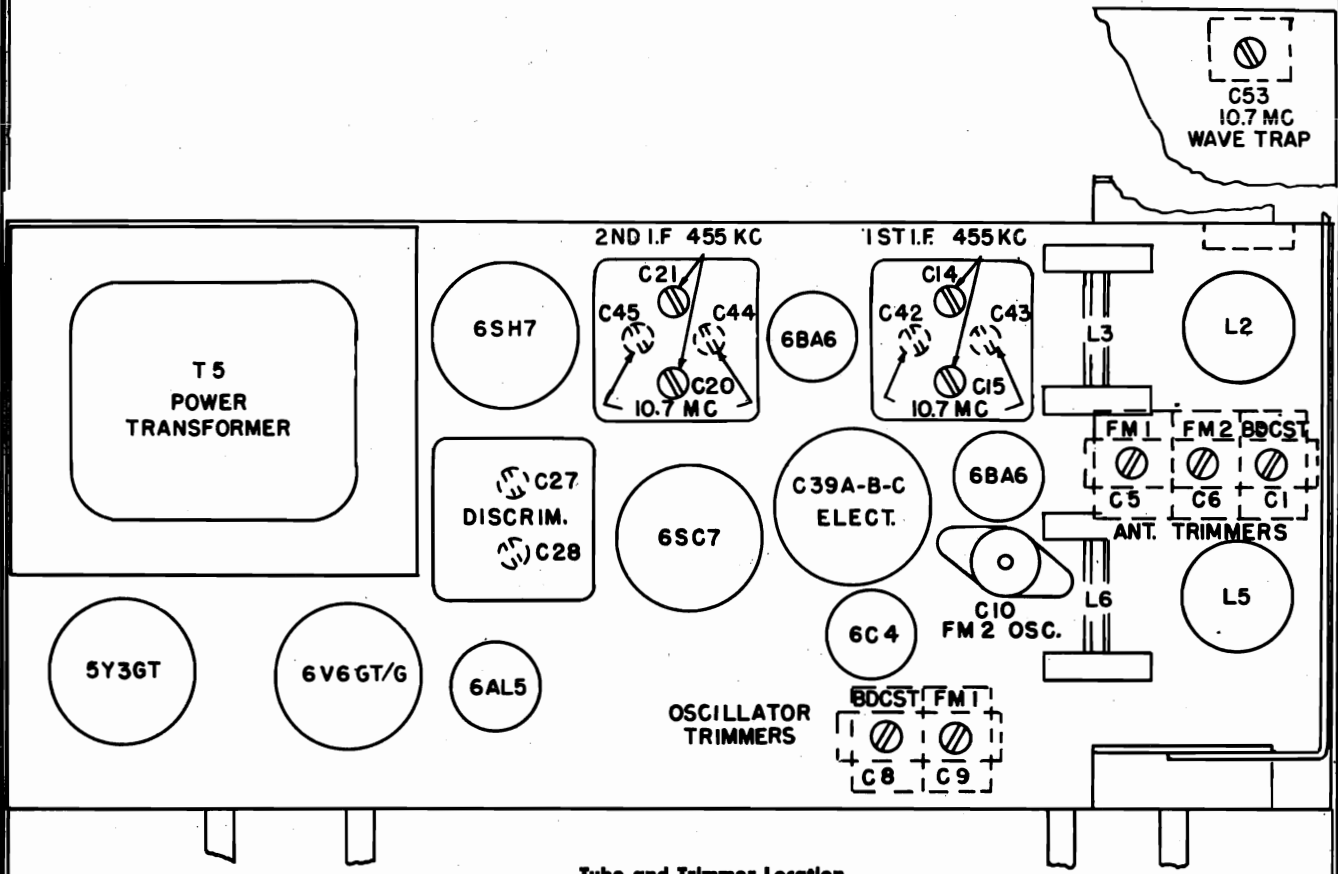 C53
10.7 MC
WAVE TRAP
2ND I.F 455 KC
1ST I.F. 455 KC
C21
C14
C45
C44
C42
C43
6SH7
6BA6
L3
L2
T5
POWER
TRANSFORMER
C20
C15
10.7 MC
10.7 MC
FM1
FM2
BDCST
C27
DISCRIM.
C28
6SC7
C39A-B-C
ELECT.
6BA6
C5
C6
C1
ANT. TRIMMERS
C10
FM2 OSC.
L6
L5
6C4
5Y3GT
6V6GT/G
6AL5
OSCILLATOR
TRIMMERS
BDCST
FM1
C8
C9
Tube and Trimmer Location